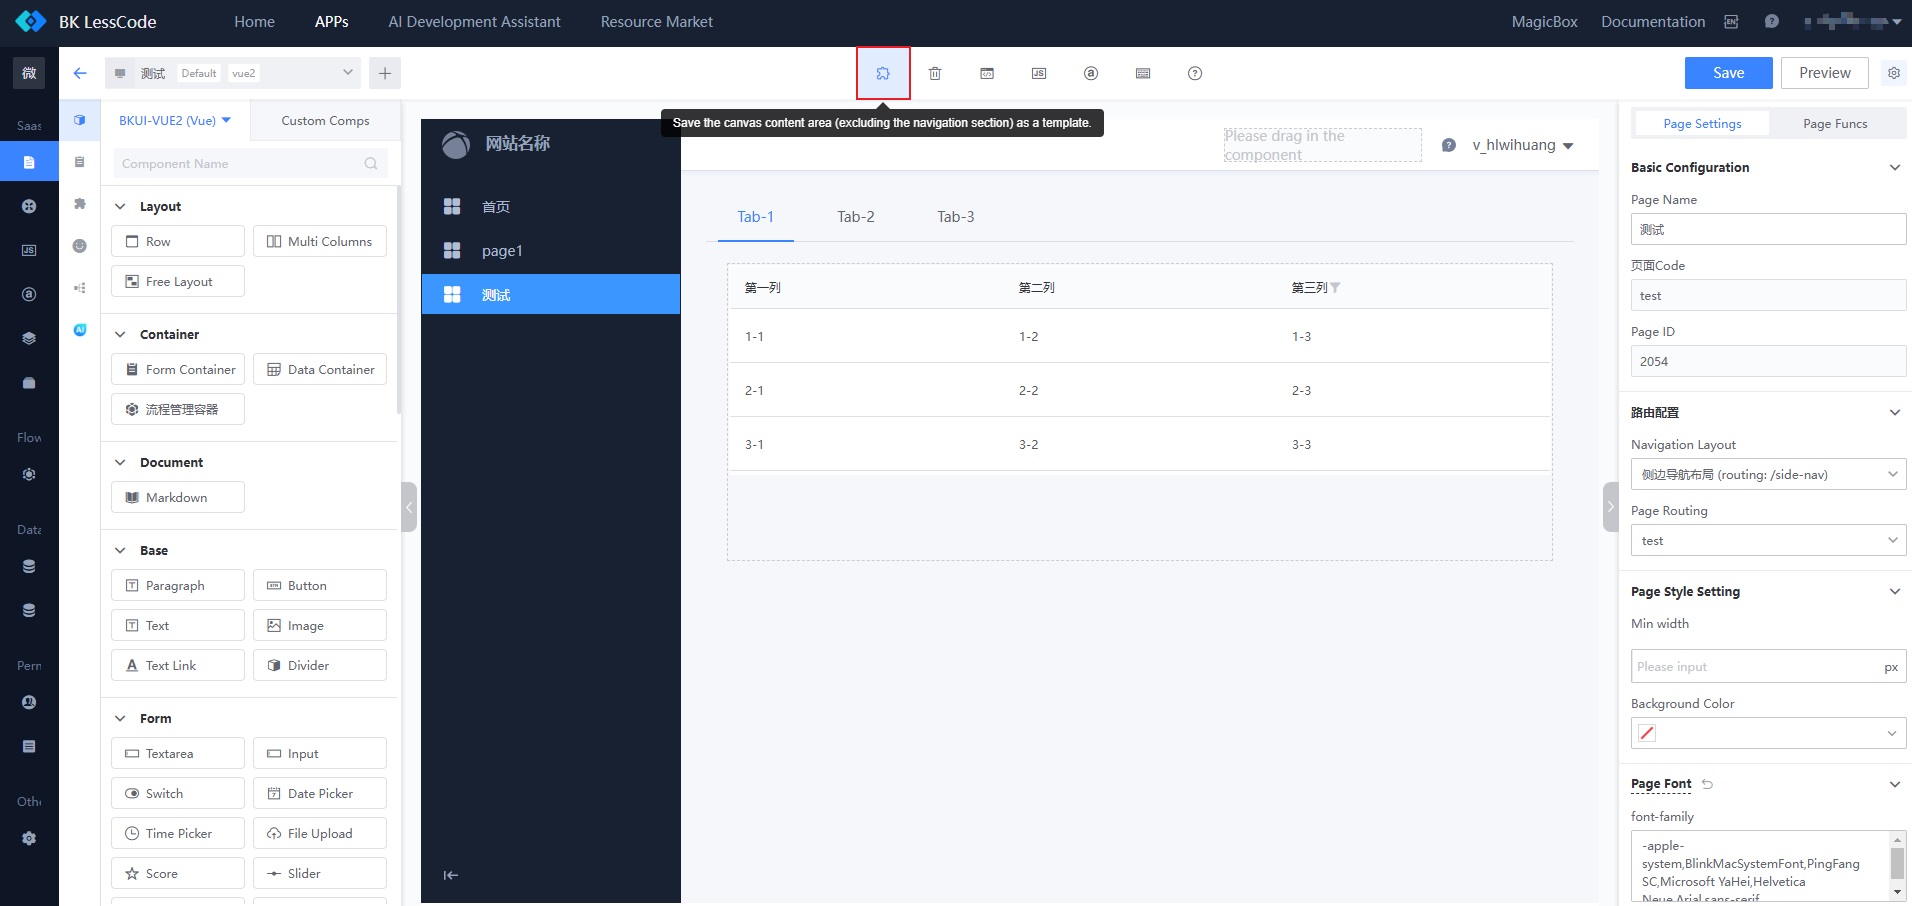 BK LessCode
Home
APPs
AI Development Assistant
Resource Market
MagicBox
Documentation
EN
微
测试
Default
vue2
JS
Save
Preview
Save the canvas content area (excluding the navigation section) as a template.
Saas
Flow
Data
Perm
BKUI-VUE2 (Vue)
Custom Comps
Component Name
Layout
Row
Multi Columns
Free Layout
Container
Form Container
Data Container
流程管理容器
Document
Markdown
Base
Paragraph
Button
Text
Image
Text Link
Divider
Form
Textarea
Input
Switch
Date Picker
Time Picker
File Upload
Score
Slider
AI
网站名称
首页
page1
测试
Please drag in the
component
v_hlwihuang
Tab-1
Tab-2
Tab-3
第一列
第二列
第三列
1-1
1-2
1-3
2-1
2-2
2-3
3-1
3-2
3-3
Page Settings
Page Funcs
Basic Configuration
Page Name
测试
页面Code
test
Page ID
2054
路由配置
Navigation Layout
侧边导航布局 (routing: /side-nav)
Page Routing
test
Page Style Setting
Min width
Please input
px
Background Color
Page Font
font-family
-apple-
system,BlinkMacSystemFont,PingFang
SC,Microsoft YaHei,Helvetica
Neue,Arial,sans-serif